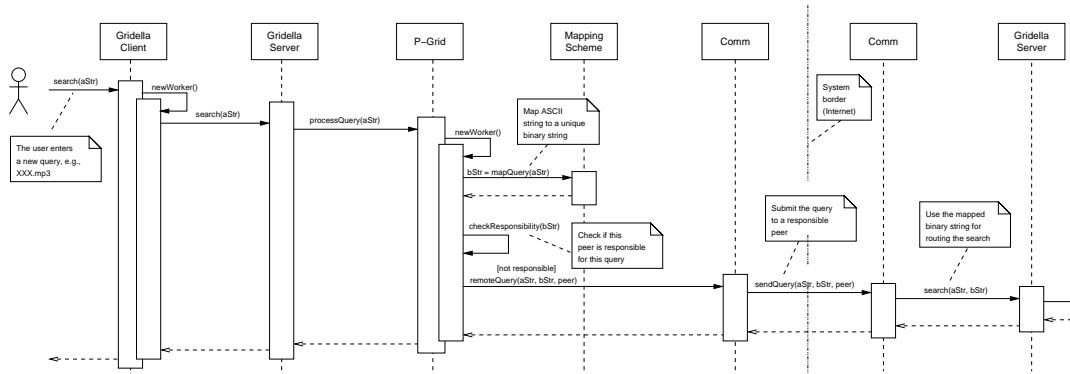 Gridella
Client
Gridella
Server
P–Grid
Mapping
Scheme
Comm
Comm
Gridella
Server
search(aStr)
newWorker()
The user enters
a new query, e.g.,
XXX.mp3
search(aStr)
processQuery(aStr)
newWorker()
Map ASCII
string to a unique
binary string
bStr = mapQuery(aStr)
System
border
(Internet)
checkResponsibility(bStr)
Check if this
peer is responsible
for this query
Submit the query
to a responsible
peer
Use the mapped
binary string for
routing the search
[not responsible]
remoteQuery(aStr, bStr, peer)
sendQuery(aStr, bStr, peer)
search(aStr, bStr)